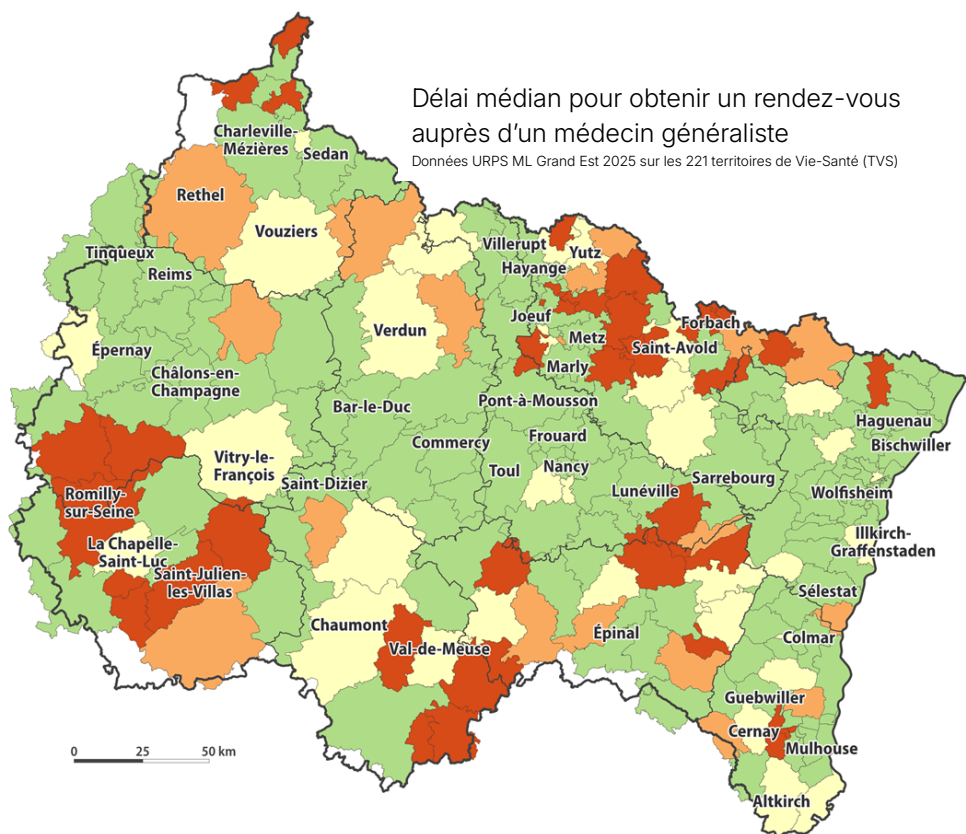 Délai médian pour obtenir un rendez-vous
auprès d'un médecin généraliste
Données URPS ML Grand Est 2025 sur les 221 territoires de Vie-Santé (TVS)
Charleville-
Mézières
Sedan
Rethel
Vouziers
Tinqueux
Reims
Villerupt
Yutz
Hayange
Joeuf
Forbach
Verdun
Metz
Saint-Avold
Épernay
Marly
Châlons-en-
Champagne
Pont-à-Mousson
Bar-le-Duc
Haguenau
Frouard
Commercy
Bischwiller
Vitry-le-
François
Toul
Nancy
Saint-Dizier
Sarrebourg
Lunéville
Wolfisheim
Romilly-
sur-Seine
La Chapelle-
Saint-Luc
Illkirch-
Graffenstaden
Saint-Julien-
les-Villas
Sélestat
Chaumont
Épinal
Colmar
Val-de-Meuse
Guebwiller
Cernay
Mulhouse
0 25 50 km
Altkirch